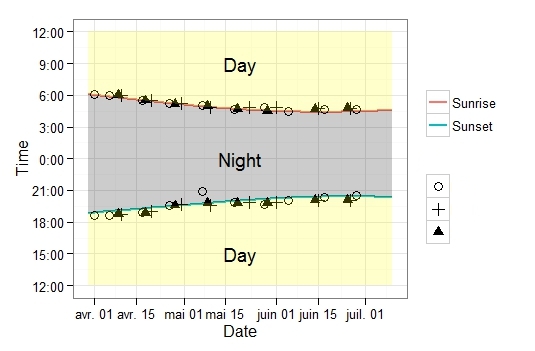 12:00
9:00
6:00
3:00
0:00
21:00
18:00
15:00
12:00
Time
Day
Night
Day
avr. 01 avr. 15 mai 01 mai 15 juin 01 juin 15 juil. 01
Date
Sunrise
Sunset